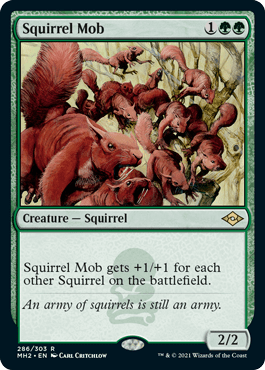 Squirrel Mob 1
Creature — Squirrel
Squirrel Mob gets +1/+1 for each
other Squirrel on the battlefield.
An army of squirrels is still an army.
2/2
286/303 R
MH2 • EN CARL CRITCHLOW ™ & © 2021 Wizards of the Coast